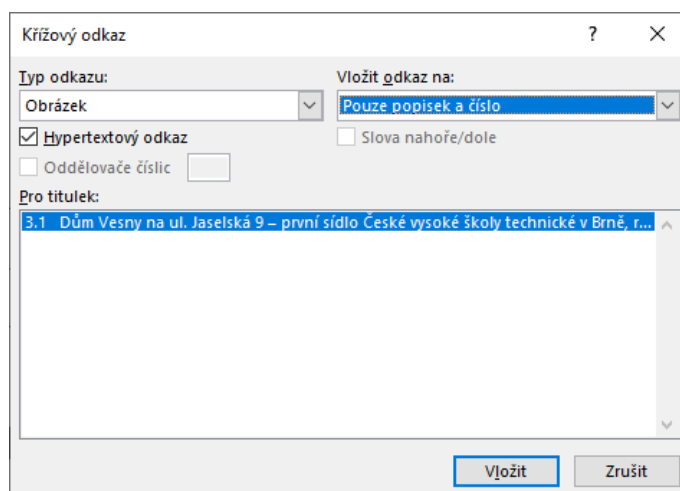 Křížový odkaz
Typ odkazu:
Vložit odkaz na:
Obrázek
Pouze popisek a číslo
Hypertextový odkaz
Slova nahoře/dole
Oddělovače číslic
Pro titulek:
3.1 Dům Vesny na ul. Jaselská 9 – první sídlo České vysoké školy technické v Brně, r...
Vložit
Zrušit